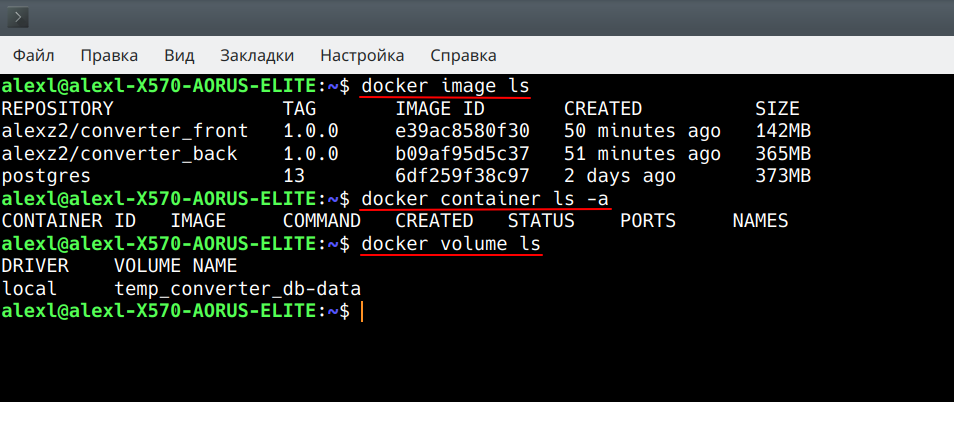 Файл Правка Вид Закладки Настройка Справка
alexl@alexl-X570-AORUS-ELITE:~$ docker image ls
REPOSITORY TAG IMAGE ID CREATED SIZE
alexz2/converter_front 1.0.0 e39ac8580f30 50 minutes ago 142MB
alexz2/converter_back 1.0.0 b09af95d5c37 51 minutes ago 365MB
postgres 13 6df259f38c97 2 days ago 373MB
alexl@alexl-X570-AORUS-ELITE:~$ docker container ls -a
CONTAINER ID IMAGE COMMAND CREATED STATUS PORTS NAMES
alexl@alexl-X570-AORUS-ELITE:~$ docker volume ls
DRIVER VOLUME NAME
local temp_converter_db-data
alexl@alexl-X570-AORUS-ELITE:~$